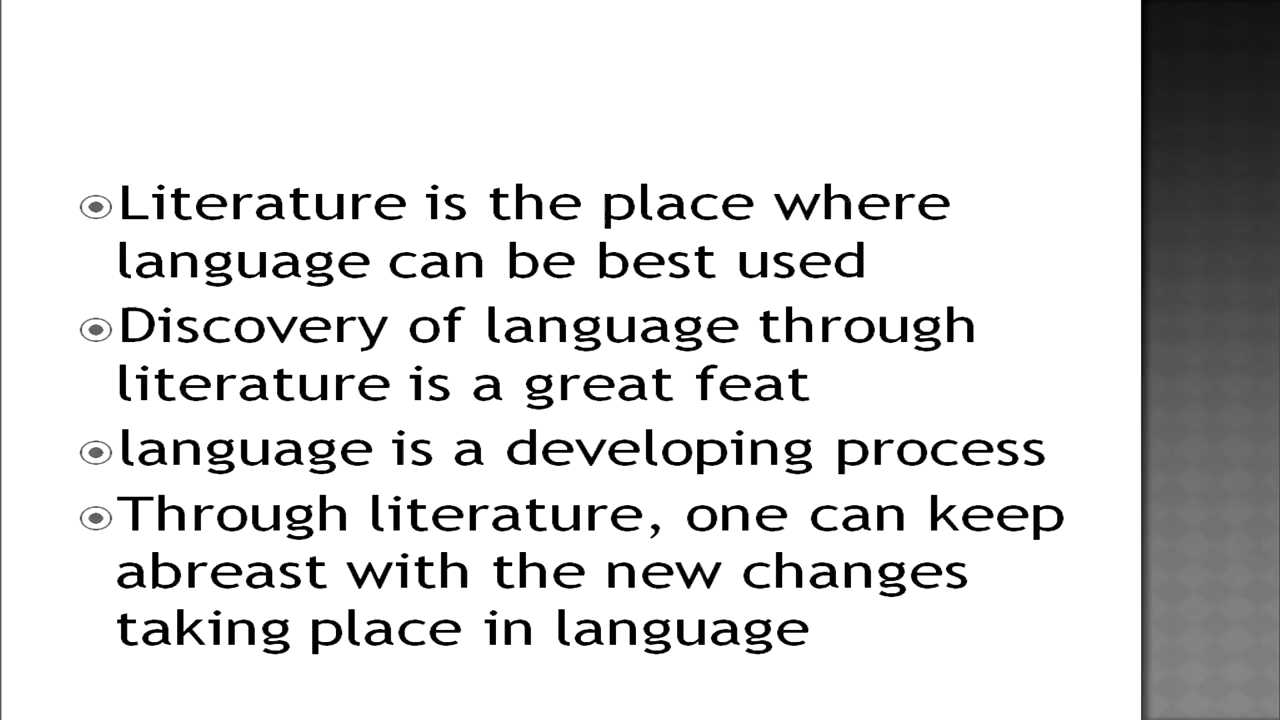 Literature is the place where
language can be best used
Discovery of language through
literature is a great feat
language is a developing process
Through literature, one can keep
abreast with the new changes
taking place in language